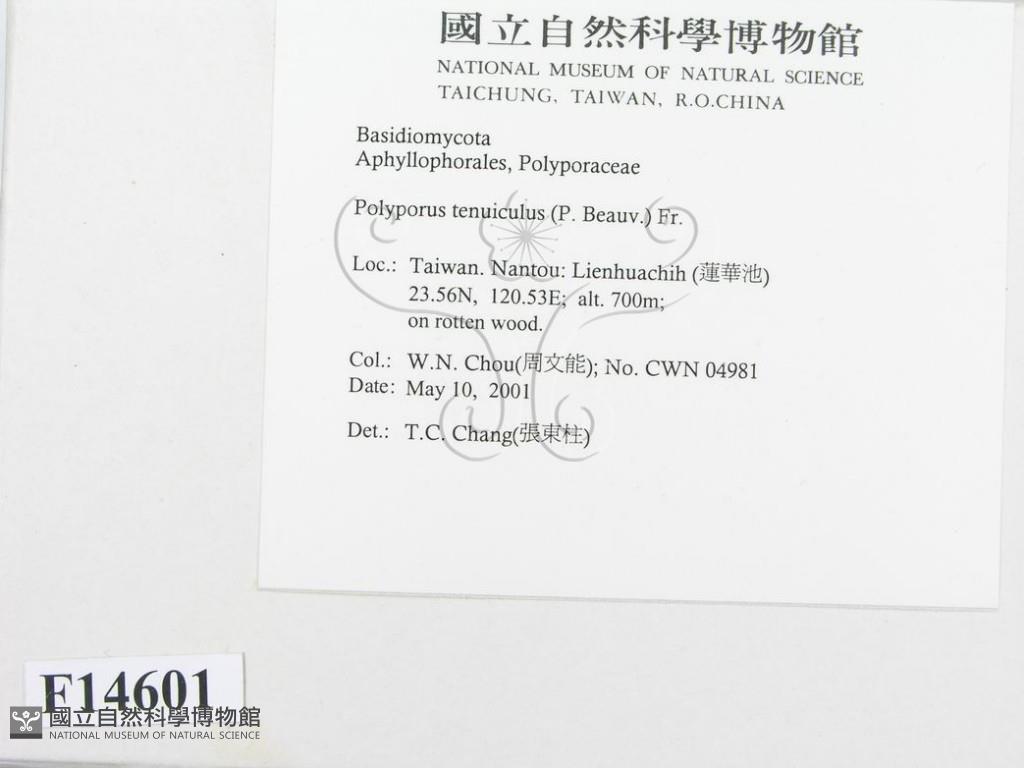 國立自然科學博物館
NATIONAL MUSEUM OF NATURAL SCIENCE
TAICHUNG, TAIWAN, R.O.CHINA
Basidiomycota
Aphyllophorales, Polyporaceae
Polyporus tenuiculus (P. Beauv.) Fr.
Loc.: Taiwan. Nantou: Lienhuachih (蓮華池)
23.56N, 120.53E; alt. 700m;
on rotten wood.
Col.: W.N. Chou(周文能); No. CWN 04981
Date: May 10, 2001
Det.: T.C. Chang(張東柱)
F14601
國立自然科學博物館
NATIONAL MUSEUM OF NATURAL SCIENCE